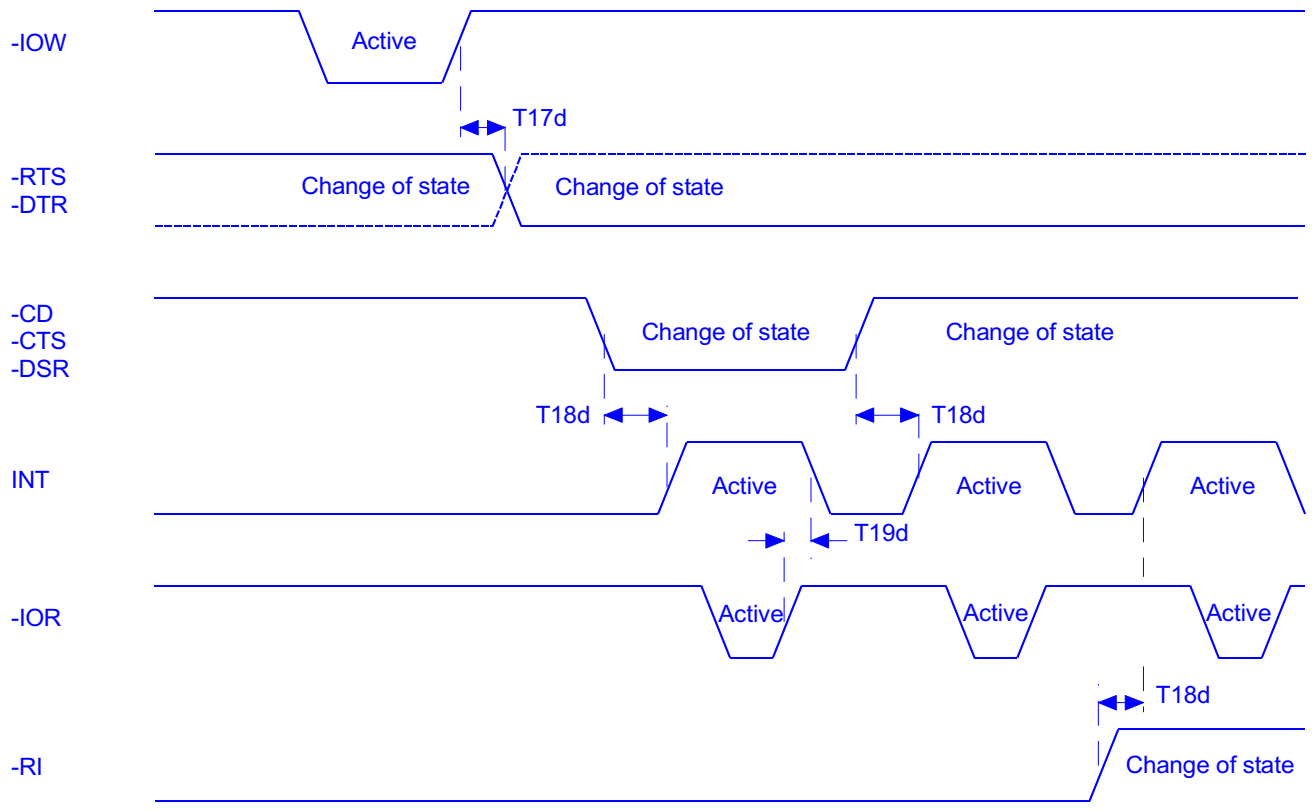 -IOW
Active
T17d
-RTS
-DTR
Change of state
Change of state
-CD
-CTS
-DSR
Change of state
Change of state
T18d
T18d
INT
Active
Active
Active
T19d
-IOR
Active
Active
Active
T18d
-RI
Change of state